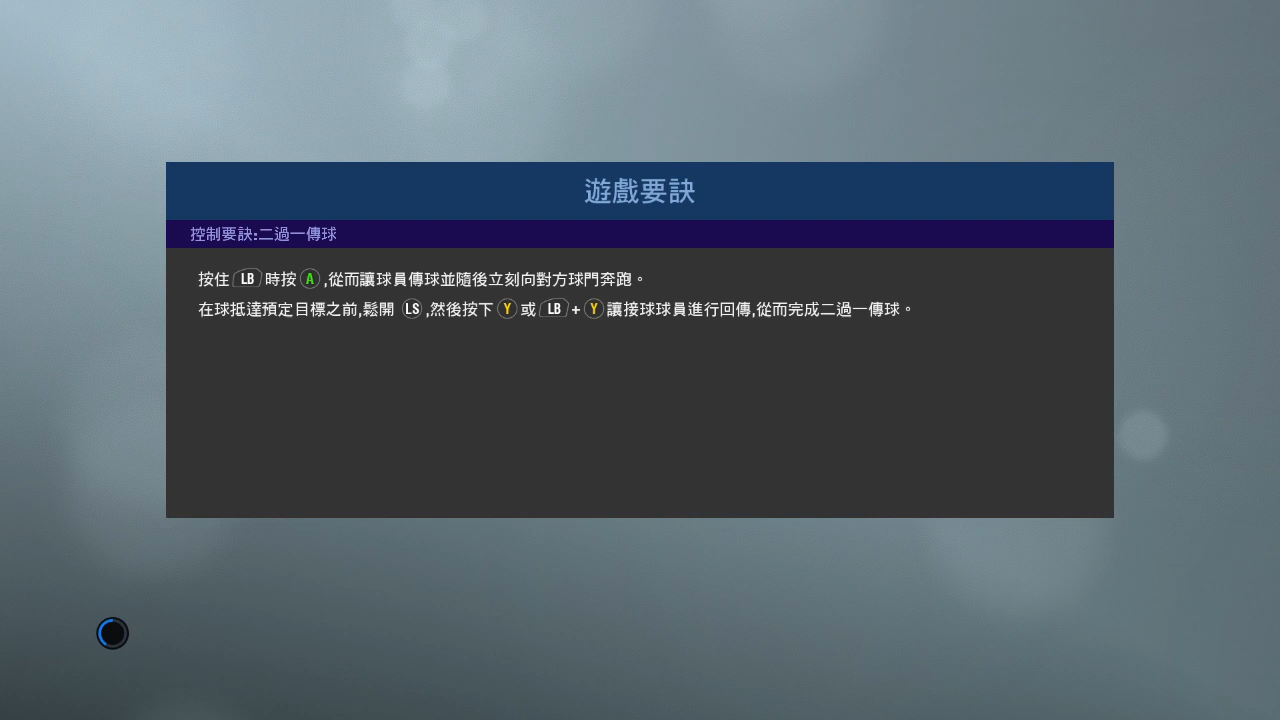 遊戲要訣
控制要訣:二過一傳球
按住 LB 時按 A ,從而讓球員傳球並隨後立刻向對方球門奔跑。
在球抵達預定目標之前,鬆開 LS ,然後按下 Y 或 LB + Y 讓接球球員進行回傳,從而完成二過一傳球。